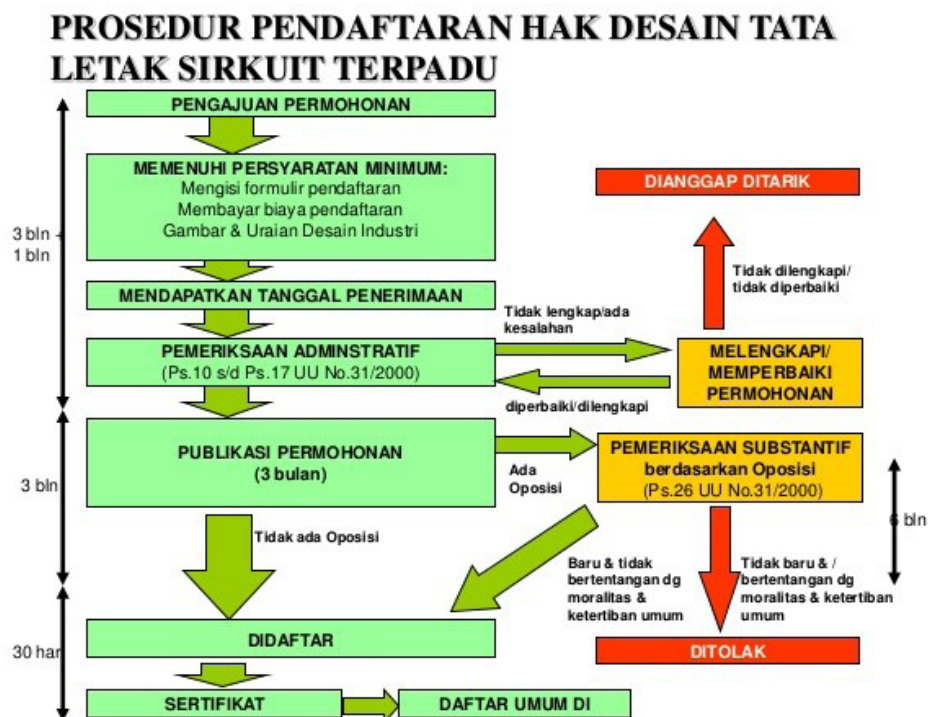 PROSEDUR PENDAFTARAN HAK DESAIN TATA
LETAK SIRKUIT TERPADU
PENGAJUAN PERMOHONAN
MEMENUHI PERSYARATAN MINIMUM:
Mengisi formulir pendaftaran
Membayar biaya pendaftaran
Gambar & Uraian Desain Industri
3 bln -
1 bln
MENDAPATKAN TANGGAL PENERIMAAN
PEMERIKSAAN ADMINSTRATIF
(Ps.10 s/d Ps.17 UU No.31/2000)
Tidak lengkap/ada
kesalahan
diperbaiki/dilengkapi
DIANGGAP DITARIK
Tidak dilengkapi/
tidak diperbaiki
MELENGKAPI/
MEMPERBAIKI
PERMOHONAN
3 bln
PUBLIKASI PERMOHONAN
(3 bulan)
Ada
Oposisi
PEMERIKSAAN SUBSTANTIF
berdasarkan Oposisi
(Ps.26 UU No.31/2000)
6 bln
Tidak ada Oposisi
Baru & tidak
bertentangan dg
moralitas &
ketertiban umum
Tidak baru & /
bertentangan dg
moralitas & ketertiban
umum
30 har
DIDAFTAR
DITOLAK
SERTIFIKAT
DAFTAR UMUM DI